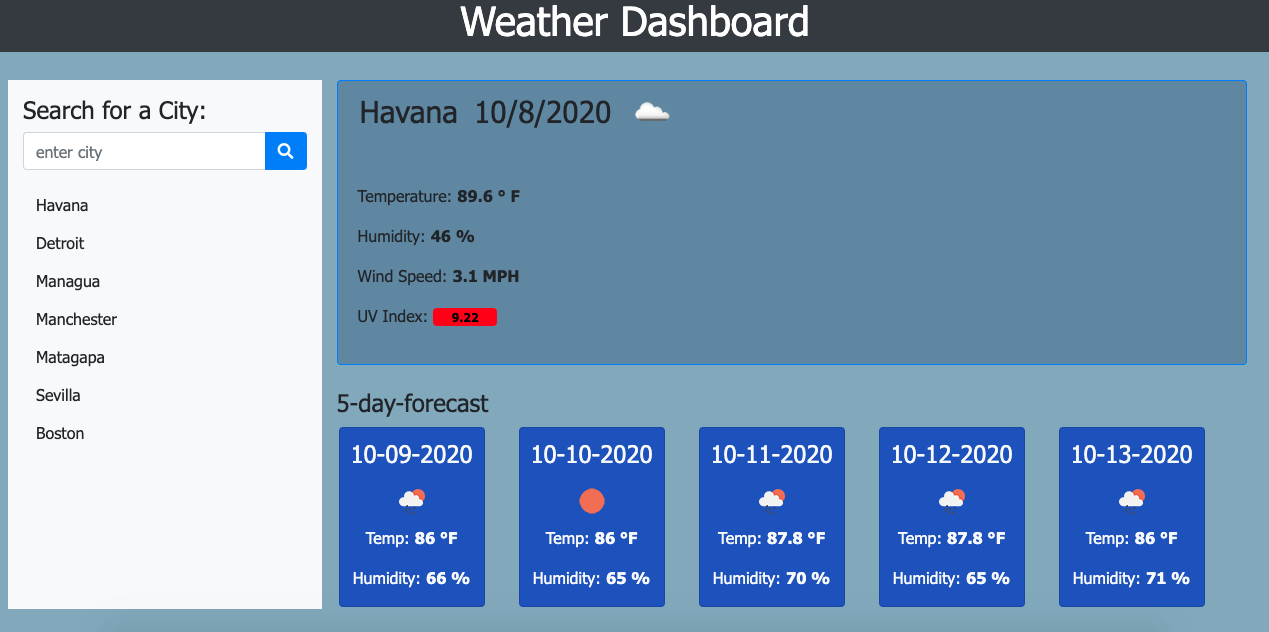 Weather Dashboard
Search for a City:
enter city
Havana
Detroit
Managua
Manchester
Matagapa
Sevilla
Boston
Havana 10/8/2020
Temperature: 89.6 ° F
Humidity: 46 %
Wind Speed: 3.1 MPH
UV Index: 9.22
5-day-forecast
10-09-2020
Temp: 86 °F
Humidity: 66 %
10-10-2020
Temp: 86 °F
Humidity: 65 %
10-11-2020
Temp: 87.8 °F
Humidity: 70 %
10-12-2020
Temp: 87.8 °F
Humidity: 65 %
10-13-2020
Temp: 86 °F
Humidity: 71 %